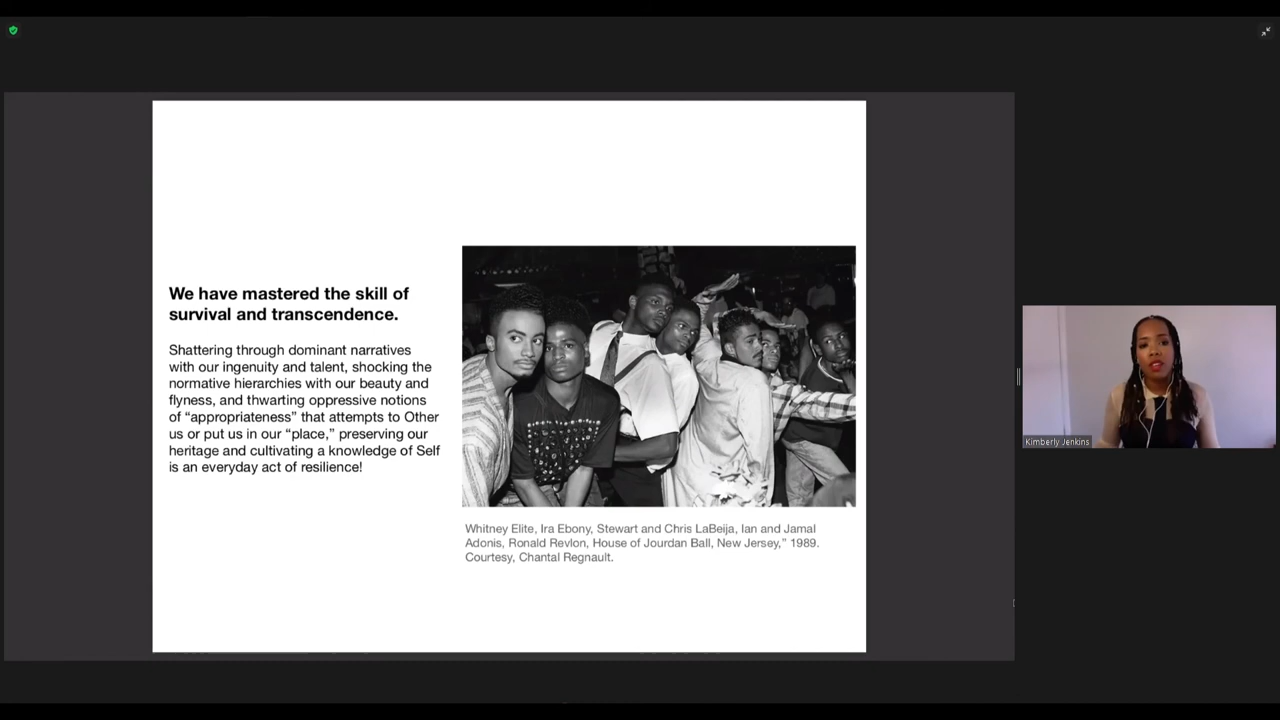 We have mastered the skill of
survival and transcendence.
Shattering through dominant narratives
with our ingenuity and talent, shocking the
normative hierarchies with our beauty and
flyness, and thwarting oppressive notions
of “appropriateness” that attempts to Other
us or put us in our “place,” preserving our
heritage and cultivating a knowledge of Self
is an everyday act of resilience!
Whitney Elite, Ira Ebony, Stewart and Chris LaBeija, Ian and Jamal
Adonis, Ronald Revlon, House of Jourdan Ball, New Jersey,” 1989.
Courtesy, Chantal Regnault.
Kimberly Jenkins